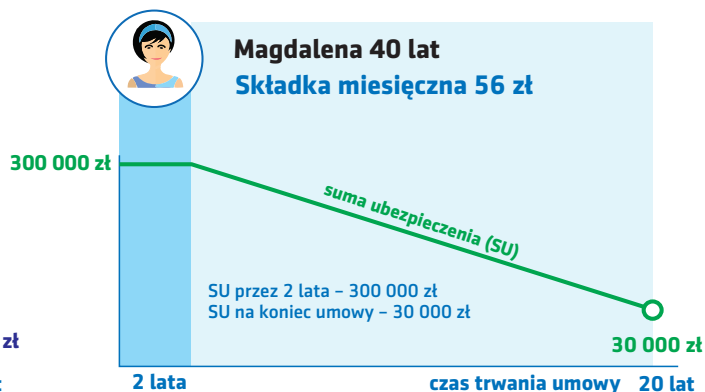 Magdalena 40 lat
Składka miesięczna 56 zł
300 000 zł
suma ubezpieczenia (SU)
SU przez 2 lata – 300 000 zł
SU na koniec umowy – 30 000 zł
zł
30 000 zł
2 lata
czas trwania umowy
20 lat